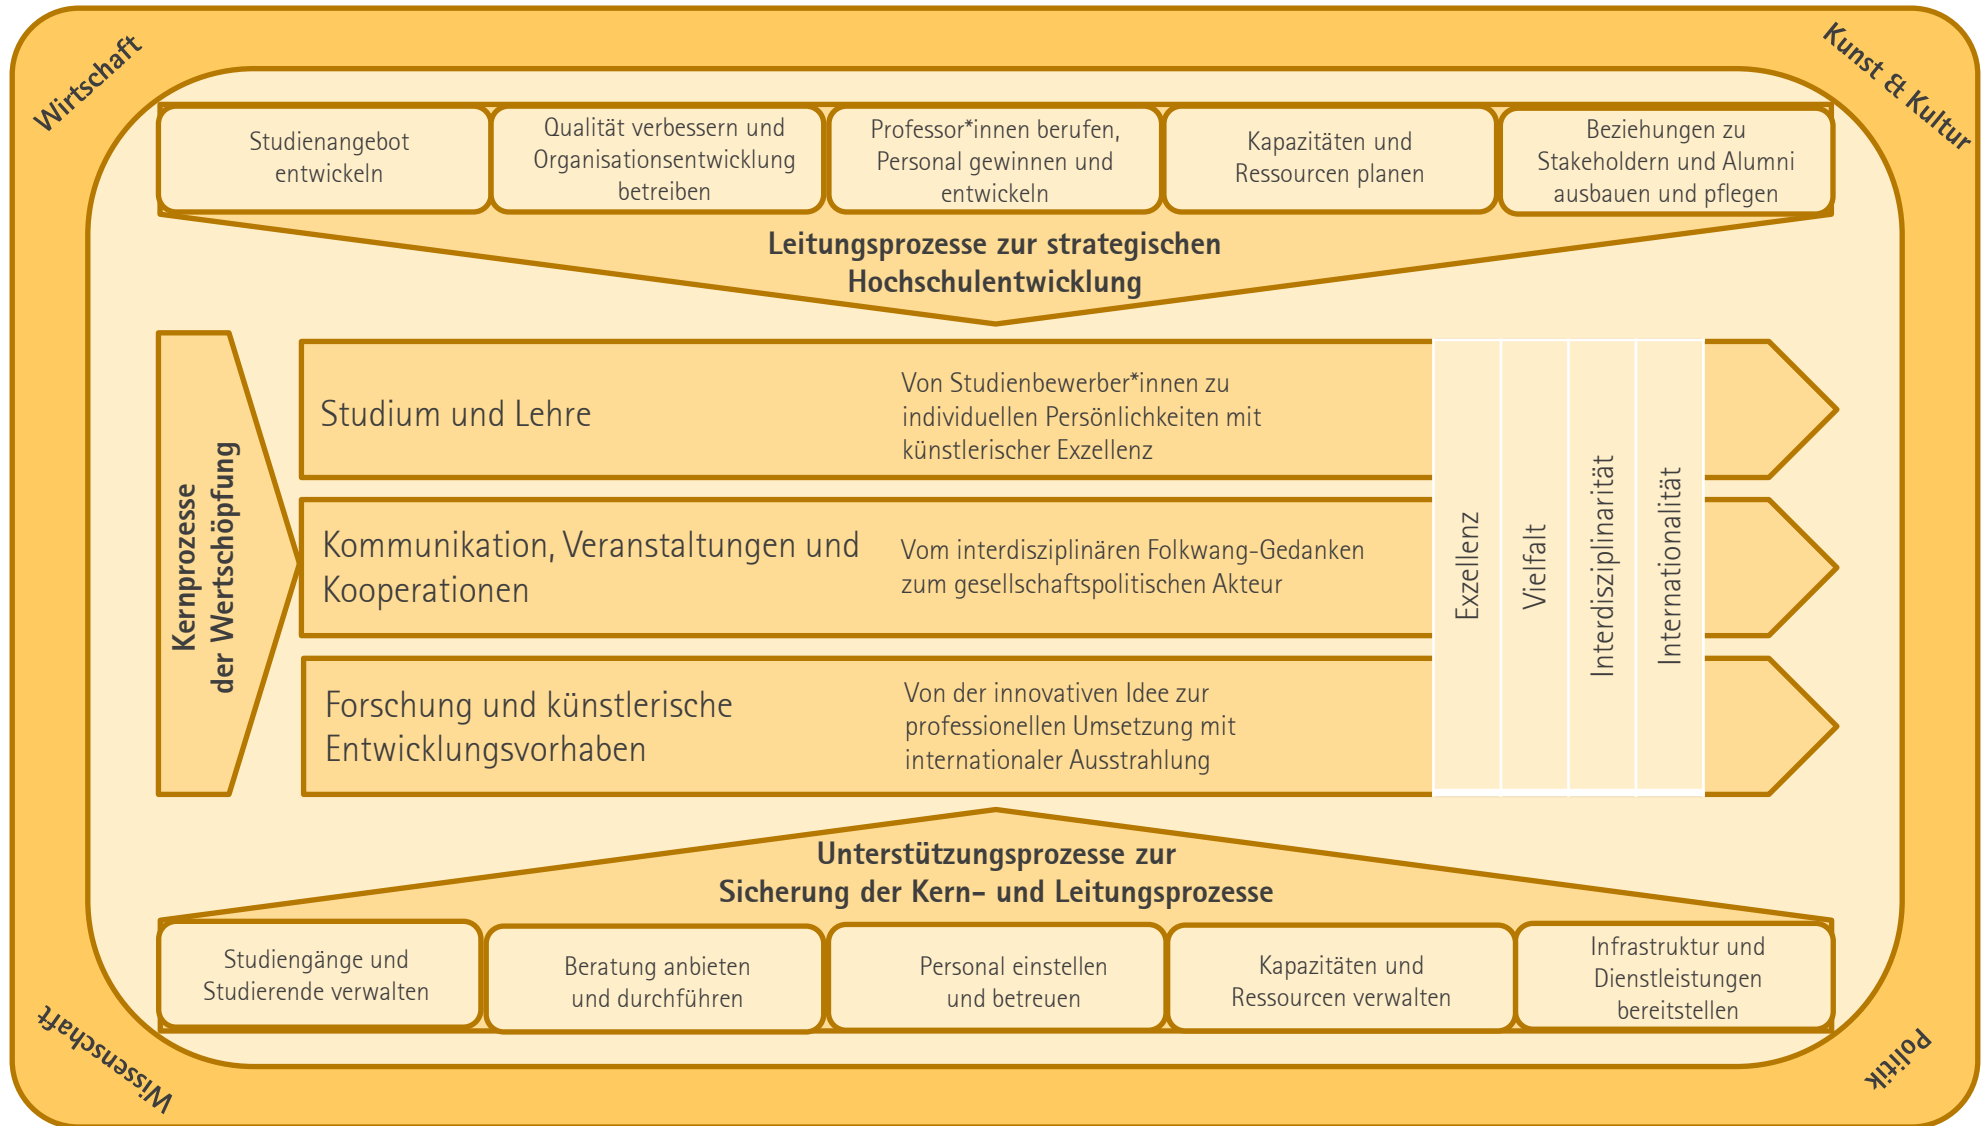 Wirtschaft
Kunst & Kultur
Studienangebot
entwickeln
Qualität verbessern und
Organisationsentwicklung
betreiben
Professor*innen berufen,
Personal gewinnen und
entwickeln
Kapazitäten und
Ressourcen planen
Beziehungen zu
Stakeholdern und Alumni
ausbauen und pflegen
Leitungsprozesse zur strategischen
Hochschulentwicklung
Kernprozesse
der Wertschöpfung
Studium und Lehre
Von Studienbewerber*innen zu
individuellen Persönlichkeiten mit
künstlerischer Exzellenz
Kommunikation, Veranstaltungen und
Kooperationen
Vom interdisziplinären Folkwang-Gedanken
zum gesellschaftspolitischen Akteur
Forschung und künstlerische
Entwicklungsvorhaben
Von der innovativen Idee zur
professionellen Umsetzung mit
internationaler Ausstrahlung
Exzellenz
Vielfalt
Interdisziplinarität
Internationalität
Unterstützungsprozesse zur
Sicherung der Kern- und Leitungsprozesse
Studiengänge und
Studierende verwalten
Beratung anbieten
und durchführen
Personal einstellen
und betreuen
Kapazitäten und
Ressourcen verwalten
Infrastruktur und
Dienstleistungen
bereitstellen
Wissenschaft
Politik